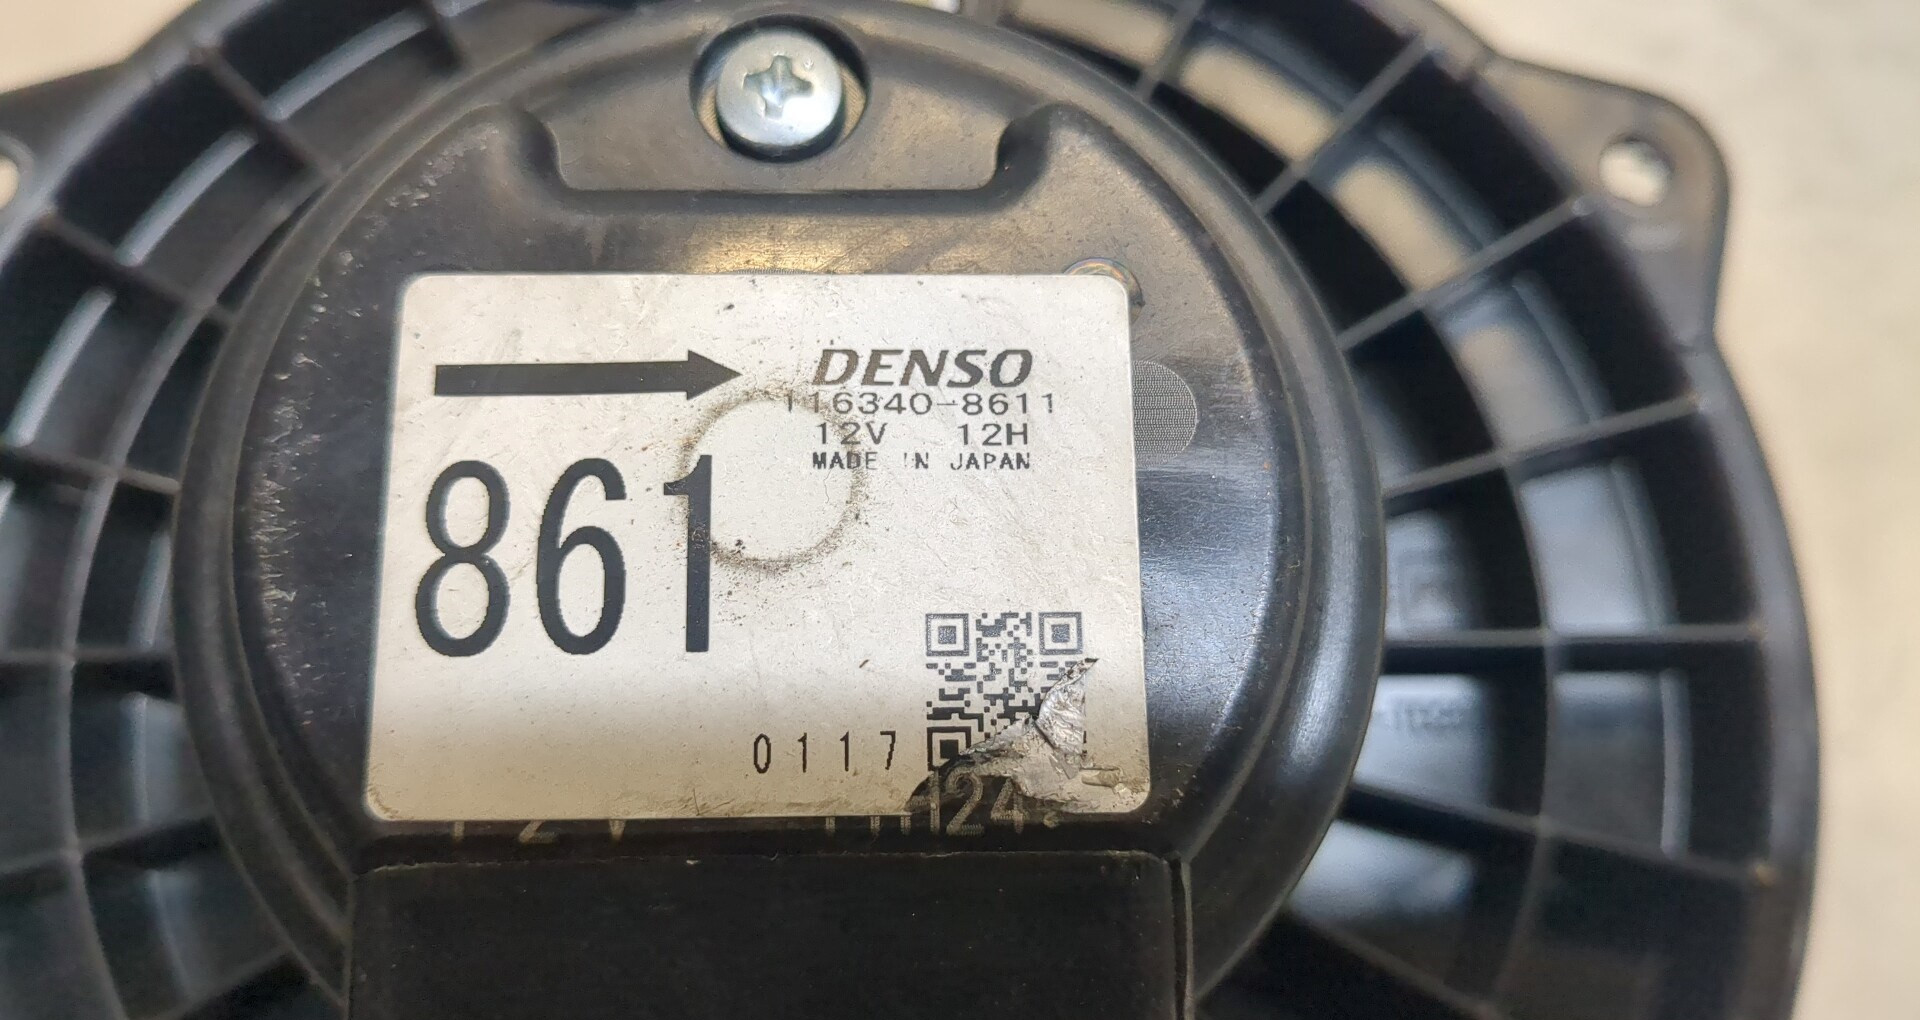 DENSO
116340-8611
12V 12H
MADE IN JAPAN
861
0117